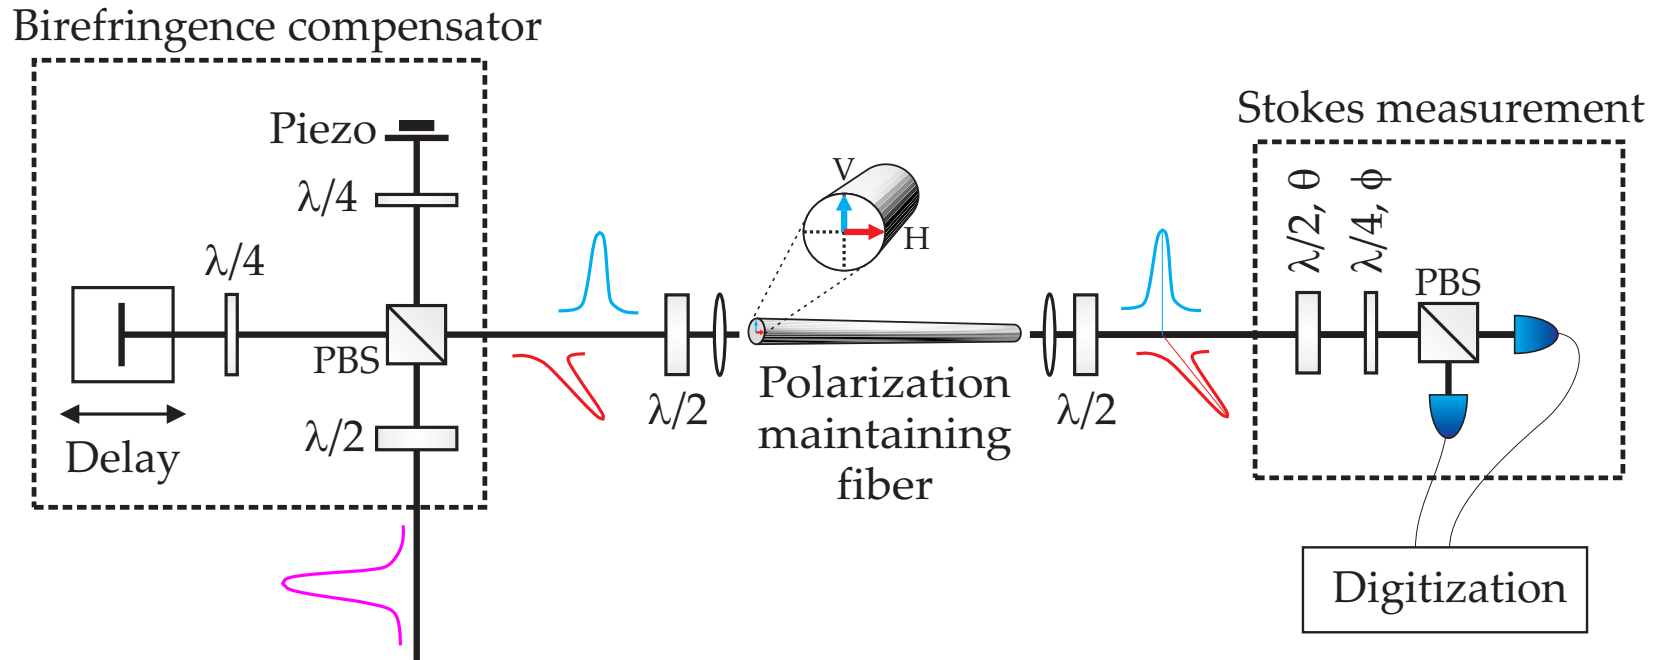 Birefringence compensator
Piezo
λ/4
λ/4
PBS
λ/2
Delay
λ/2
V
H
Polarization
maintaining
fiber
λ/2
Stokes measurement
λ/2, θ
λ/4, ϕ
PBS
Digitization